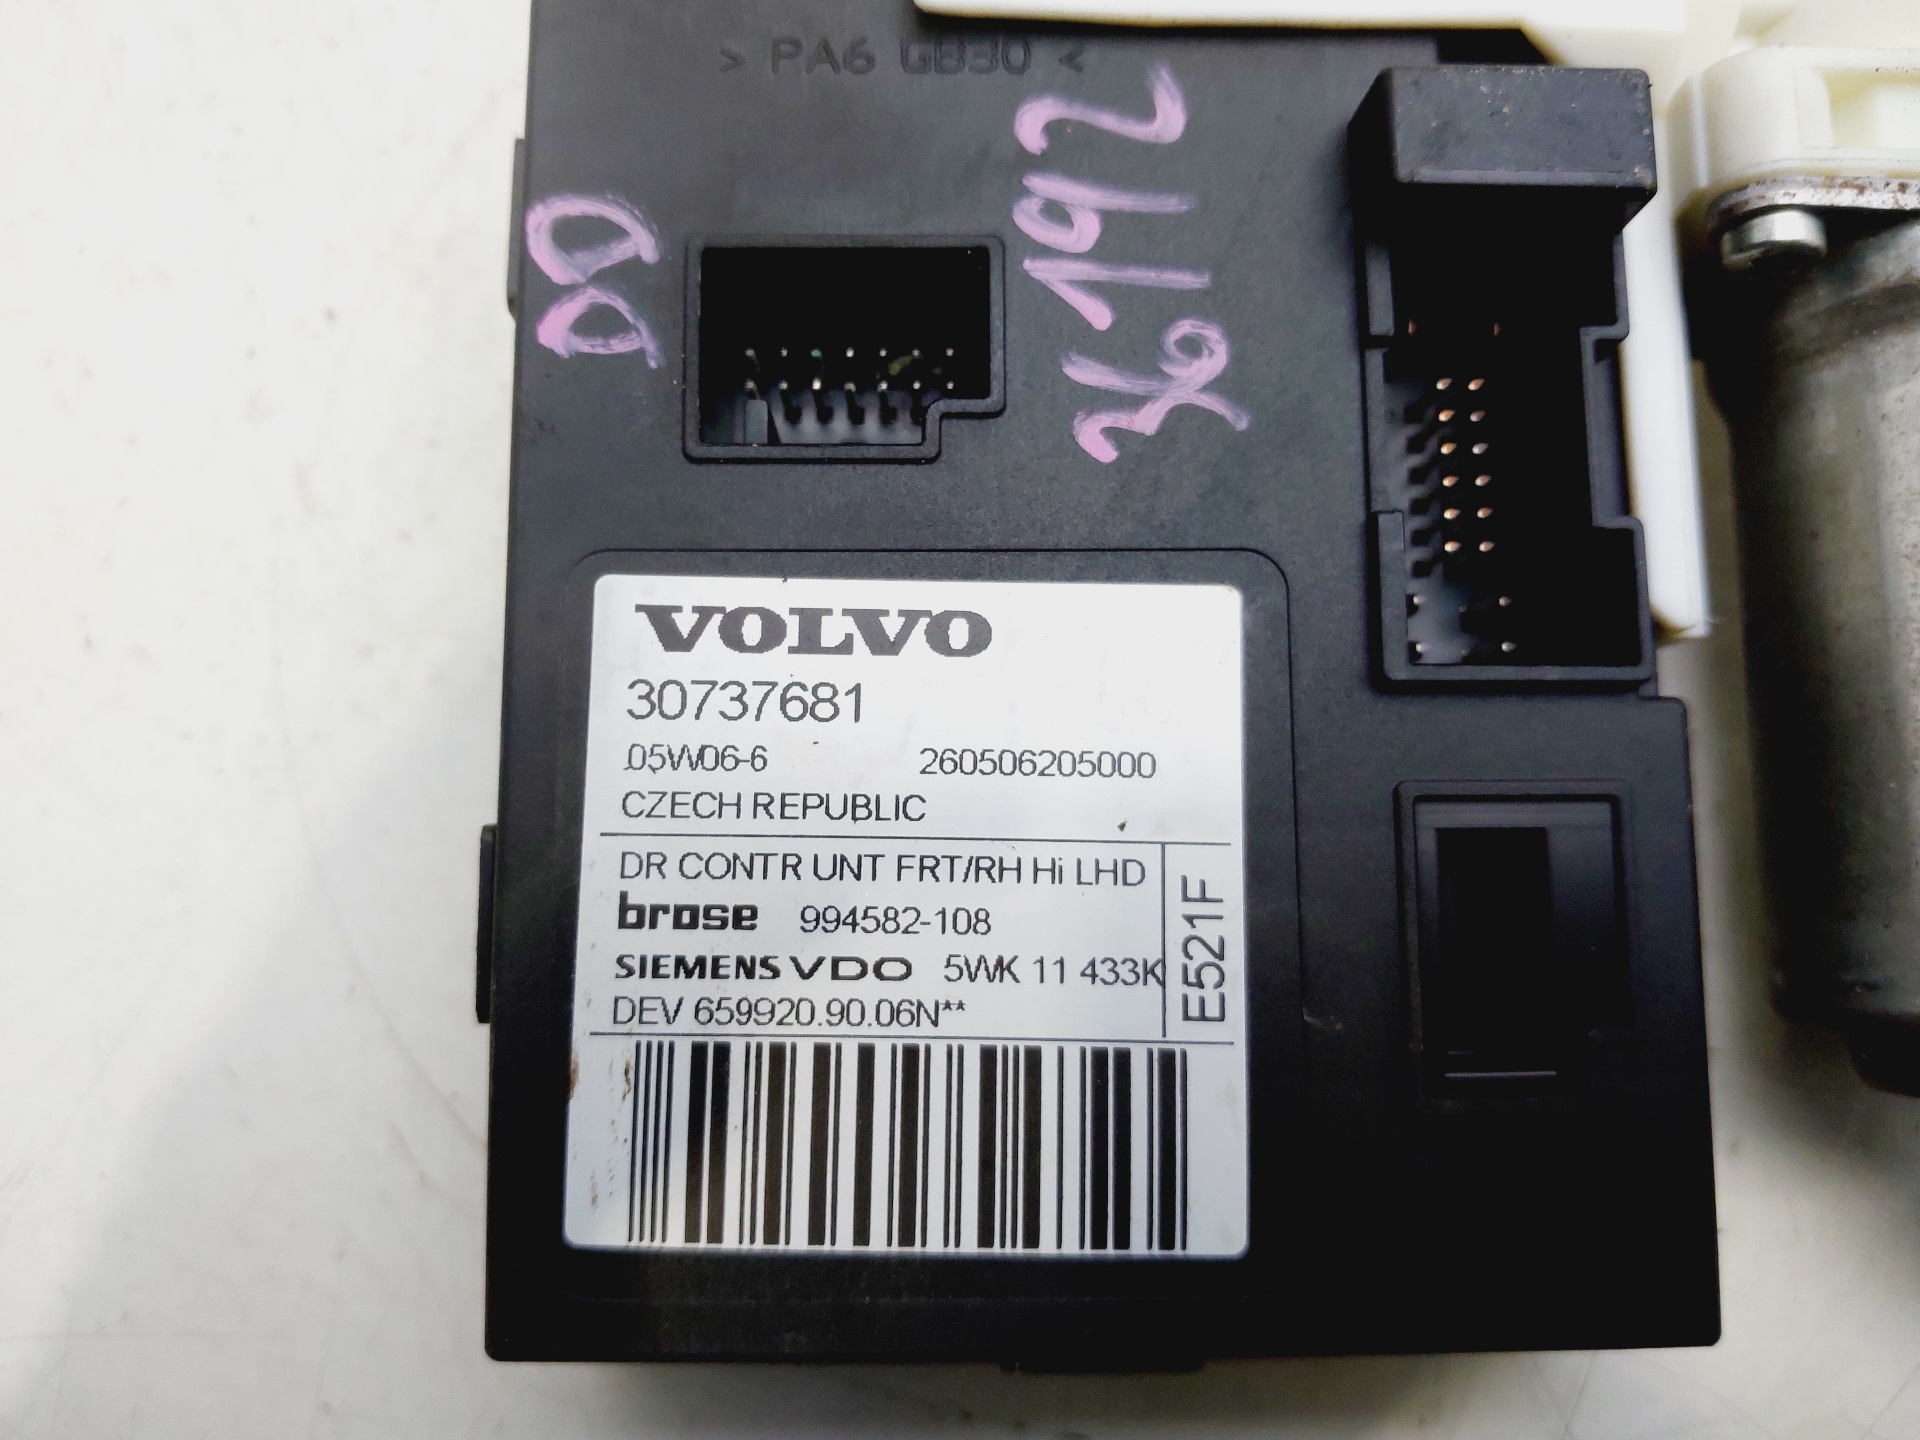 > PA6 GB30 <
DD
36192
VOLVO
30737681
05W06-6 260506205000
CZECH REPUBLIC
DR CONTR UNT FRT/RH Hi LHD
brose 994582-108
SIEMENS VDO 5WK 11 433K
DEV 659920.90.06N**
E521F